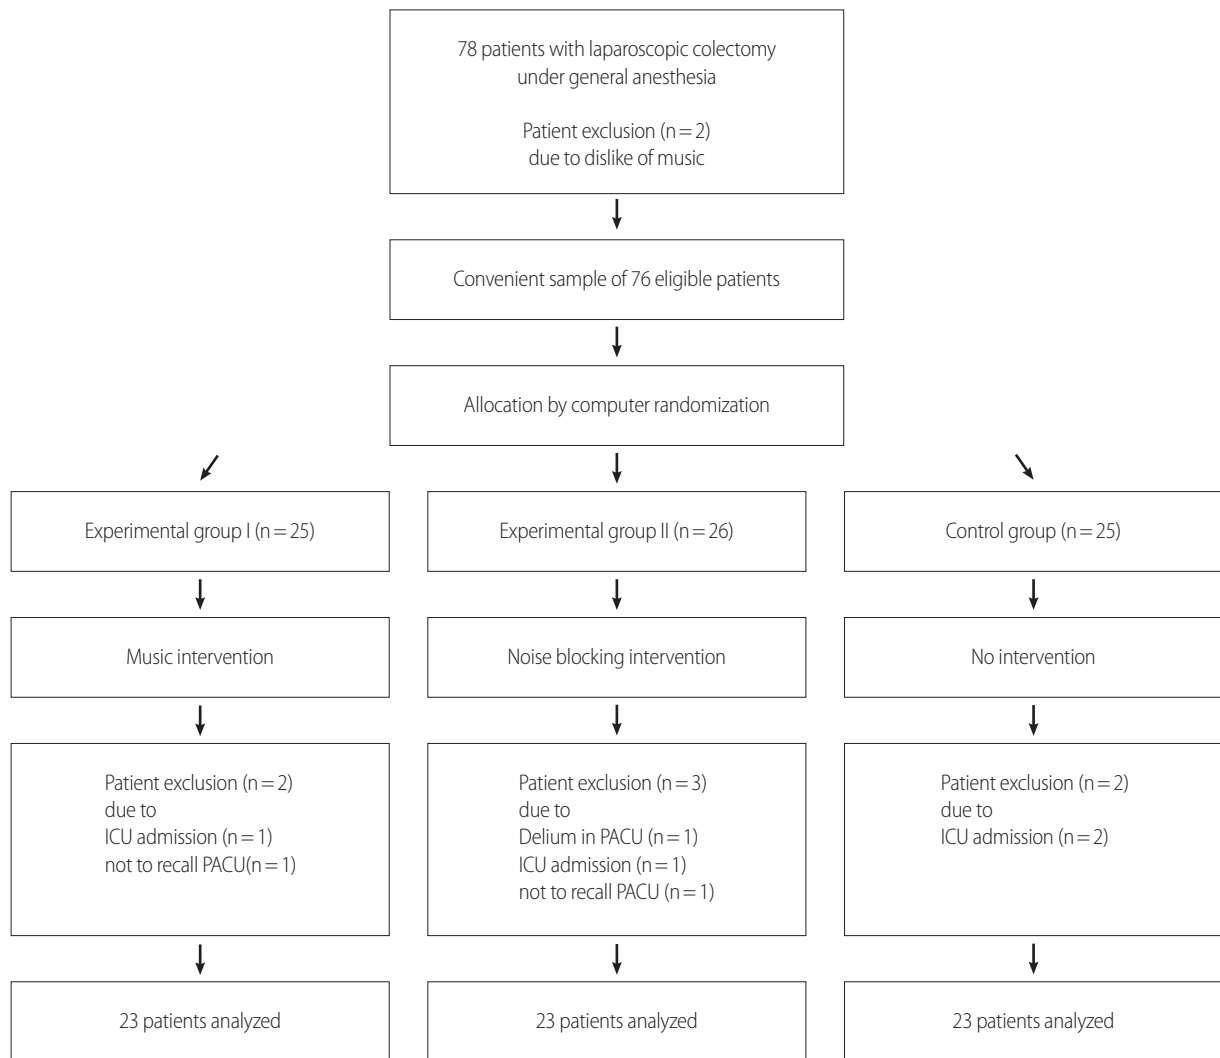 78 patients with laparoscopic colectomy
under general anesthesia
Patient exclusion (n = 2)
due to dislike of music
Convenient sample of 76 eligible patients
Allocation by computer randomization
Experimental group I (n = 25)
Experimental group II (n = 26)
Control group (n = 25)
Music intervention
Noise blocking intervention
No intervention
Patient exclusion (n = 2)
due to
ICU admission (n = 1)
not to recall PACU(n = 1)
Patient exclusion (n = 3)
due to
Delium in PACU (n = 1)
ICU admission (n = 1)
not to recall PACU (n = 1)
Patient exclusion (n = 2)
due to
ICU admission (n = 2)
23 patients analyzed
23 patients analyzed
23 patients analyzed